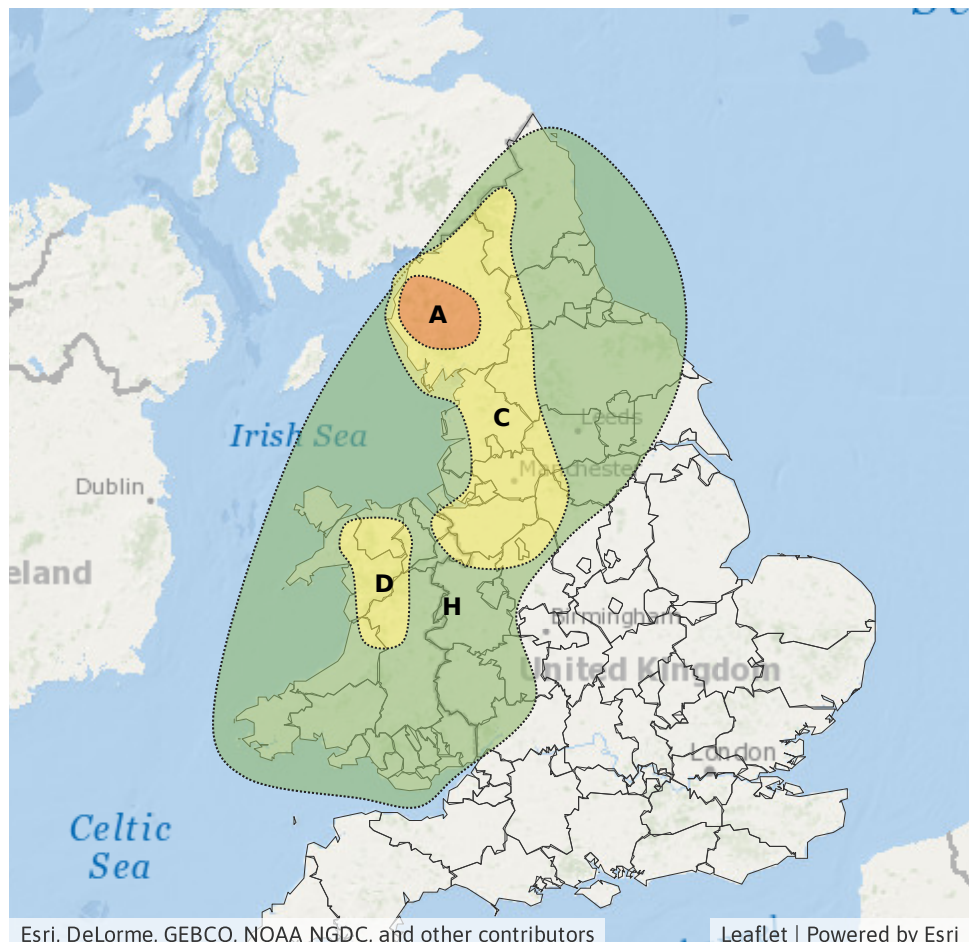 A
C
Leeds
Irish Sea
Manchester
Dublin
eland
D
H
Birmingham
United Kingdom
London
Celtic
Sea
Esri, DeLorme, GEBCO, NOAA NGDC, and other contributors
Leaflet | Powered by Esri